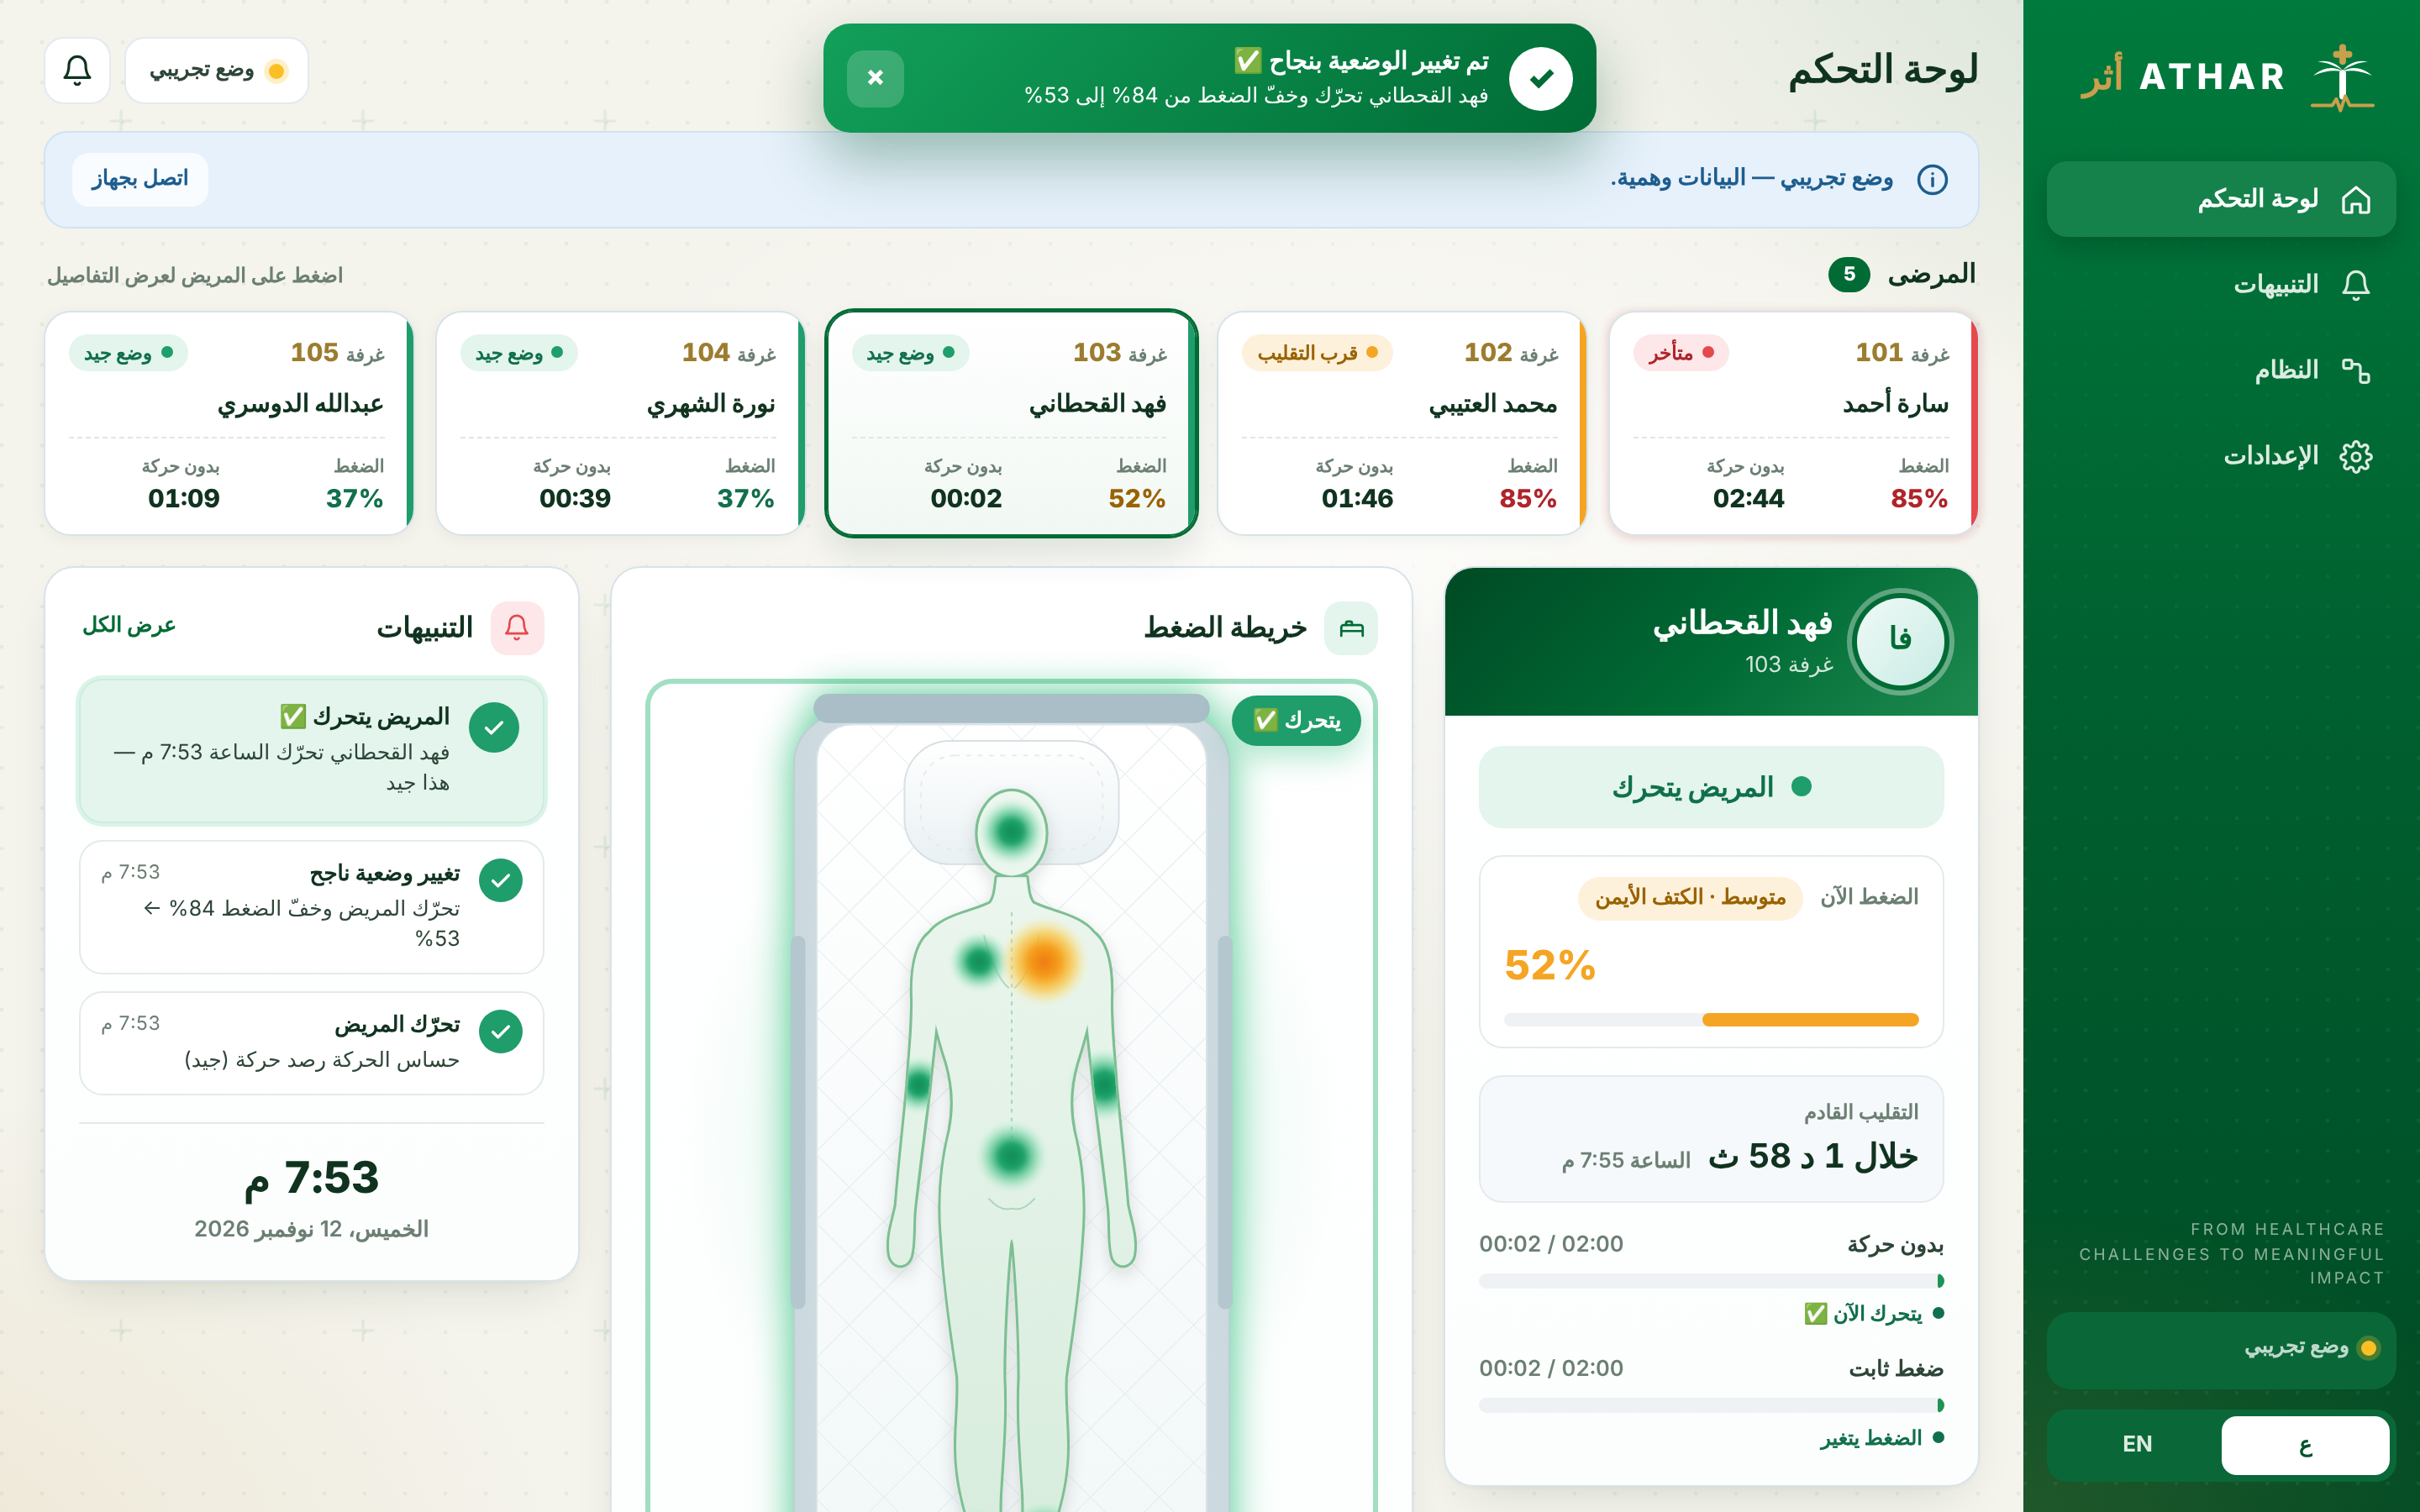 ATHAR أثر
لوحة التحكم
التنبيهات
النظام
الإعدادات
FROM HEALTHCARE
CHALLENGES TO MEANINGFUL
IMPACT
وضع تجريبي
ع
EN
لوحة التحكم
تم تغيير الوضعية بنجاح ✅
فهد القحطاني تحرّك وخفّ الضغط من 84% إلى 53%
وضع تجريبي
وضع تجريبي — البيانات وهمية.
اتصل بجهاز
المرضى 5
اضغط على المريض لعرض التفاصيل
غرفة 101 متأخر
سارة أحمد
الضغط بدون حركة
85% 02:44
غرفة 102 قرب التقليب
محمد العتيبي
الضغط بدون حركة
85% 01:46
غرفة 103 وضع جيد
فهد القحطاني
الضغط بدون حركة
52% 00:02
غرفة 104 وضع جيد
نورة الشهري
الضغط بدون حركة
37% 00:39
غرفة 105 وضع جيد
عبدالله الدوسري
الضغط بدون حركة
37% 01:09
فا
فهد القحطاني
غرفة 103
المريض يتحرك
الضغط الآن متوسط · الكتف الأيمن
52%
التقليب القادم
خلال 1 د 58 ث الساعة 7:55 م
بدون حركة 00:02 / 02:00
يتحرك الآن ✅
ضغط ثابت 00:02 / 02:00
الضغط يتغير
خريطة الضغط
يتحرك ✅
التنبيهات
عرض الكل
المريض يتحرك ✅
فهد القحطاني تحرّك الساعة 7:53 م —
هذا جيد
تغيير وضعية ناجح 7:53 م
تحرّك المريض وخفّ الضغط 84% ←
53%
تحرّك المريض 7:53 م
حساس الحركة رصد حركة (جيد)
7:53 م
الخميس، 12 نوفمبر 2026